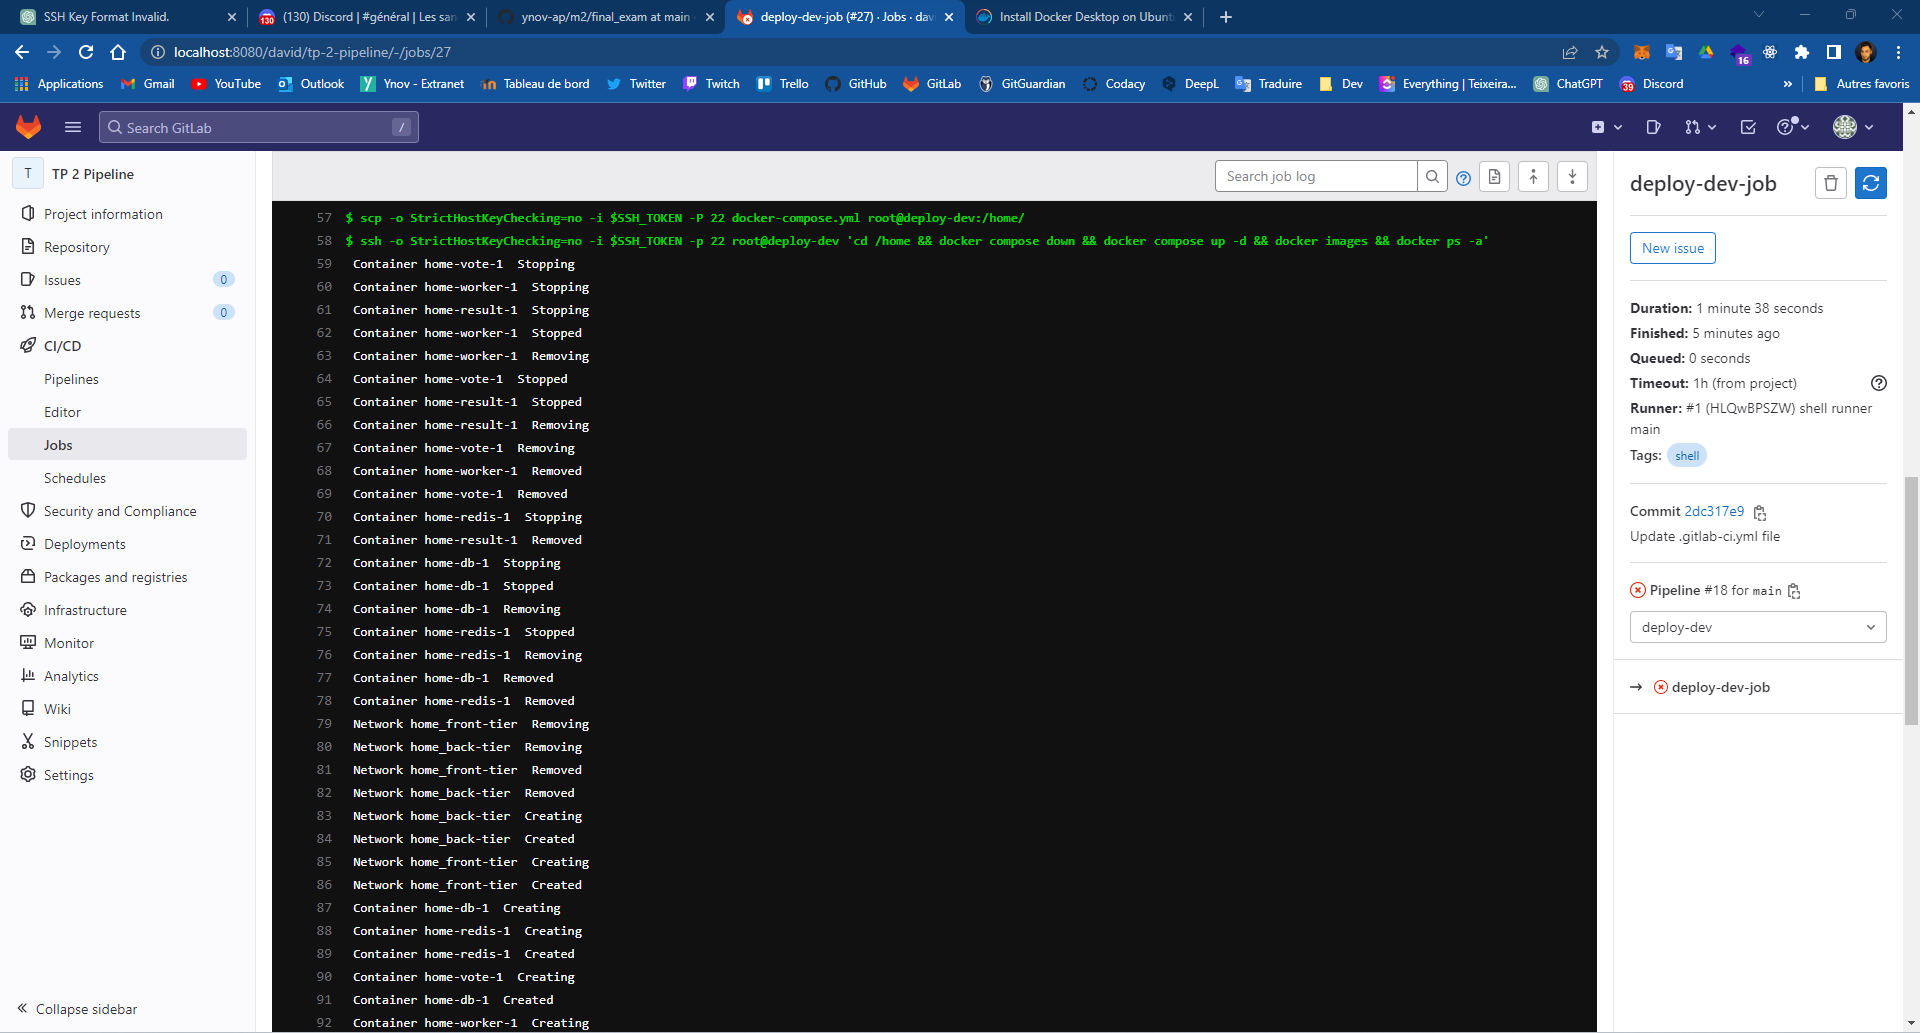 SSH Key Format Invalid.
(130) Discord | #général | Les san
ynov-ap/m2/final_exam at main
deploy-dev-job (#27) · Jobs · davi
Install Docker Desktop on Ubunt
localhost:8080/david/tp-2-pipeline/-/jobs/27
16
Applications
Gmail
YouTube
Outlook
Ynov - Extranet
Tableau de bord
Twitter
Twitch
Trello
GitHub
GitLab
GitGuardian
Codacy
DeepL
Traduire
Dev
Everything | Teixeira...
ChatGPT
39 Discord
»
Autres favoris
Search GitLab /
T TP 2 Pipeline
Project information
Repository
Issues 0
Merge requests 0
CI/CD
Pipelines
Editor
Jobs
Schedules
Security and Compliance
Deployments
Packages and registries
Infrastructure
Monitor
Analytics
Wiki
Snippets
Settings
Collapse sidebar
Search job log
57 $ scp -o StrictHostKeyChecking=no -i $SSH_TOKEN -P 22 docker-compose.yml root@deploy-dev:/home/
58 $ ssh -o StrictHostKeyChecking=no -i $SSH_TOKEN -p 22 root@deploy-dev 'cd /home && docker compose down && docker compose up -d && docker images && docker ps -a'
59 Container home-vote-1 Stopping
60 Container home-worker-1 Stopping
61 Container home-result-1 Stopping
62 Container home-worker-1 Stopped
63 Container home-worker-1 Removing
64 Container home-vote-1 Stopped
65 Container home-result-1 Stopped
66 Container home-result-1 Removing
67 Container home-vote-1 Removing
68 Container home-worker-1 Removed
69 Container home-vote-1 Removed
70 Container home-redis-1 Stopping
71 Container home-result-1 Removed
72 Container home-db-1 Stopping
73 Container home-db-1 Stopped
74 Container home-db-1 Removing
75 Container home-redis-1 Stopped
76 Container home-redis-1 Removing
77 Container home-db-1 Removed
78 Container home-redis-1 Removed
79 Network home_front-tier Removing
80 Network home_back-tier Removing
81 Network home_front-tier Removed
82 Network home_back-tier Removed
83 Network home_back-tier Creating
84 Network home_back-tier Created
85 Network home_front-tier Creating
86 Network home_front-tier Created
87 Container home-db-1 Creating
88 Container home-redis-1 Creating
89 Container home-redis-1 Created
90 Container home-vote-1 Creating
91 Container home-db-1 Created
92 Container home-worker-1 Creating
deploy-dev-job
New issue
Duration: 1 minute 38 seconds
Finished: 5 minutes ago
Queued: 0 seconds
Timeout: 1h (from project)
Runner: #1 (HLQwBPSZW) shell runner
main
Tags: shell
Commit 2dc317e9
Update .gitlab-ci.yml file
Pipeline #18 for main
deploy-dev
deploy-dev-job